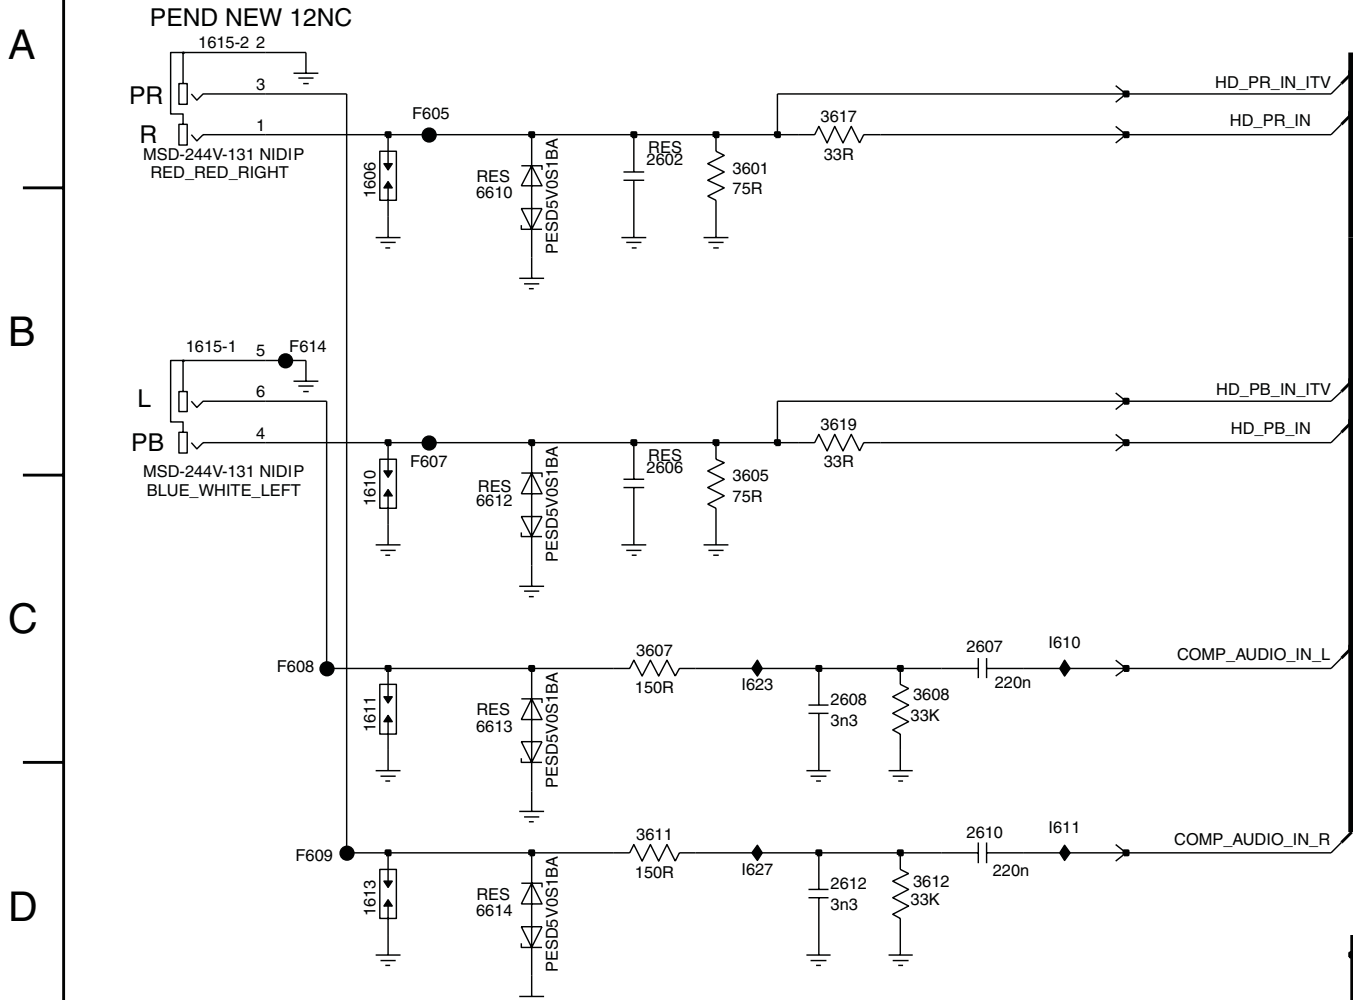 PEND NEW 12NC
A
1615-2 2
PR
3
R
1
MSD-244V-131 NIDIP
RED_RED_RIGHT
F605
1606
RES
6610
PESD5V0S1BA
RES
2602
3601
75R
3617
33R
HD_PR_IN_ITV
HD_PR_IN
B
1615-1 5
F614
L
6
PB
4
MSD-244V-131 NIDIP
BLUE_WHITE_LEFT
F607
1610
RES
6612
PESD5V0S1BA
RES
2606
3605
75R
3619
33R
HD_PB_IN_ITV
HD_PB_IN
C
F608
1611
RES
6613
PESD5V0S1BA
3607
150R
I623
2608
3n3
3608
33K
2607
220n
I610
COMP_AUDIO_IN_L
D
F609
1613
RES
6614
PESD5V0S1BA
3611
150R
I627
2612
3n3
3612
33K
2610
220n
I611
COMP_AUDIO_IN_R